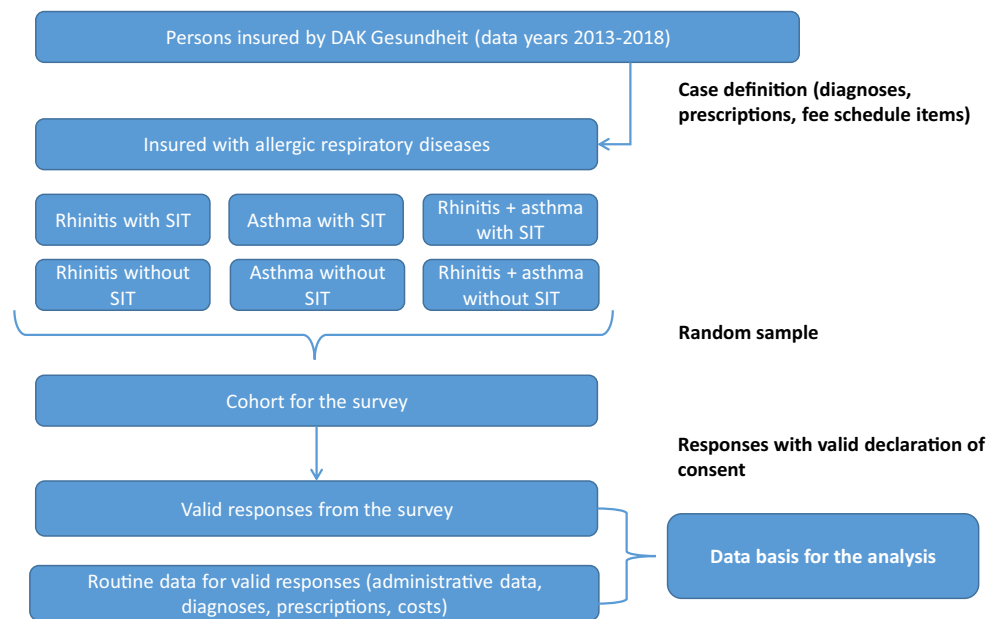 Persons insured by DAK Gesundheit (data years 2013-2018)
Case definition (diagnoses,
prescriptions, fee schedule items)
Insured with allergic respiratory diseases
Rhinitis with SIT
Asthma with SIT
Rhinitis + asthma
with SIT
Rhinitis without
SIT
Asthma without
SIT
Rhinitis + asthma
without SIT
Random sample
Cohort for the survey
Responses with valid declaration of
consent
Valid responses from the survey
Data basis for the analysis
Routine data for valid responses (administrative data,
diagnoses, prescriptions, costs)